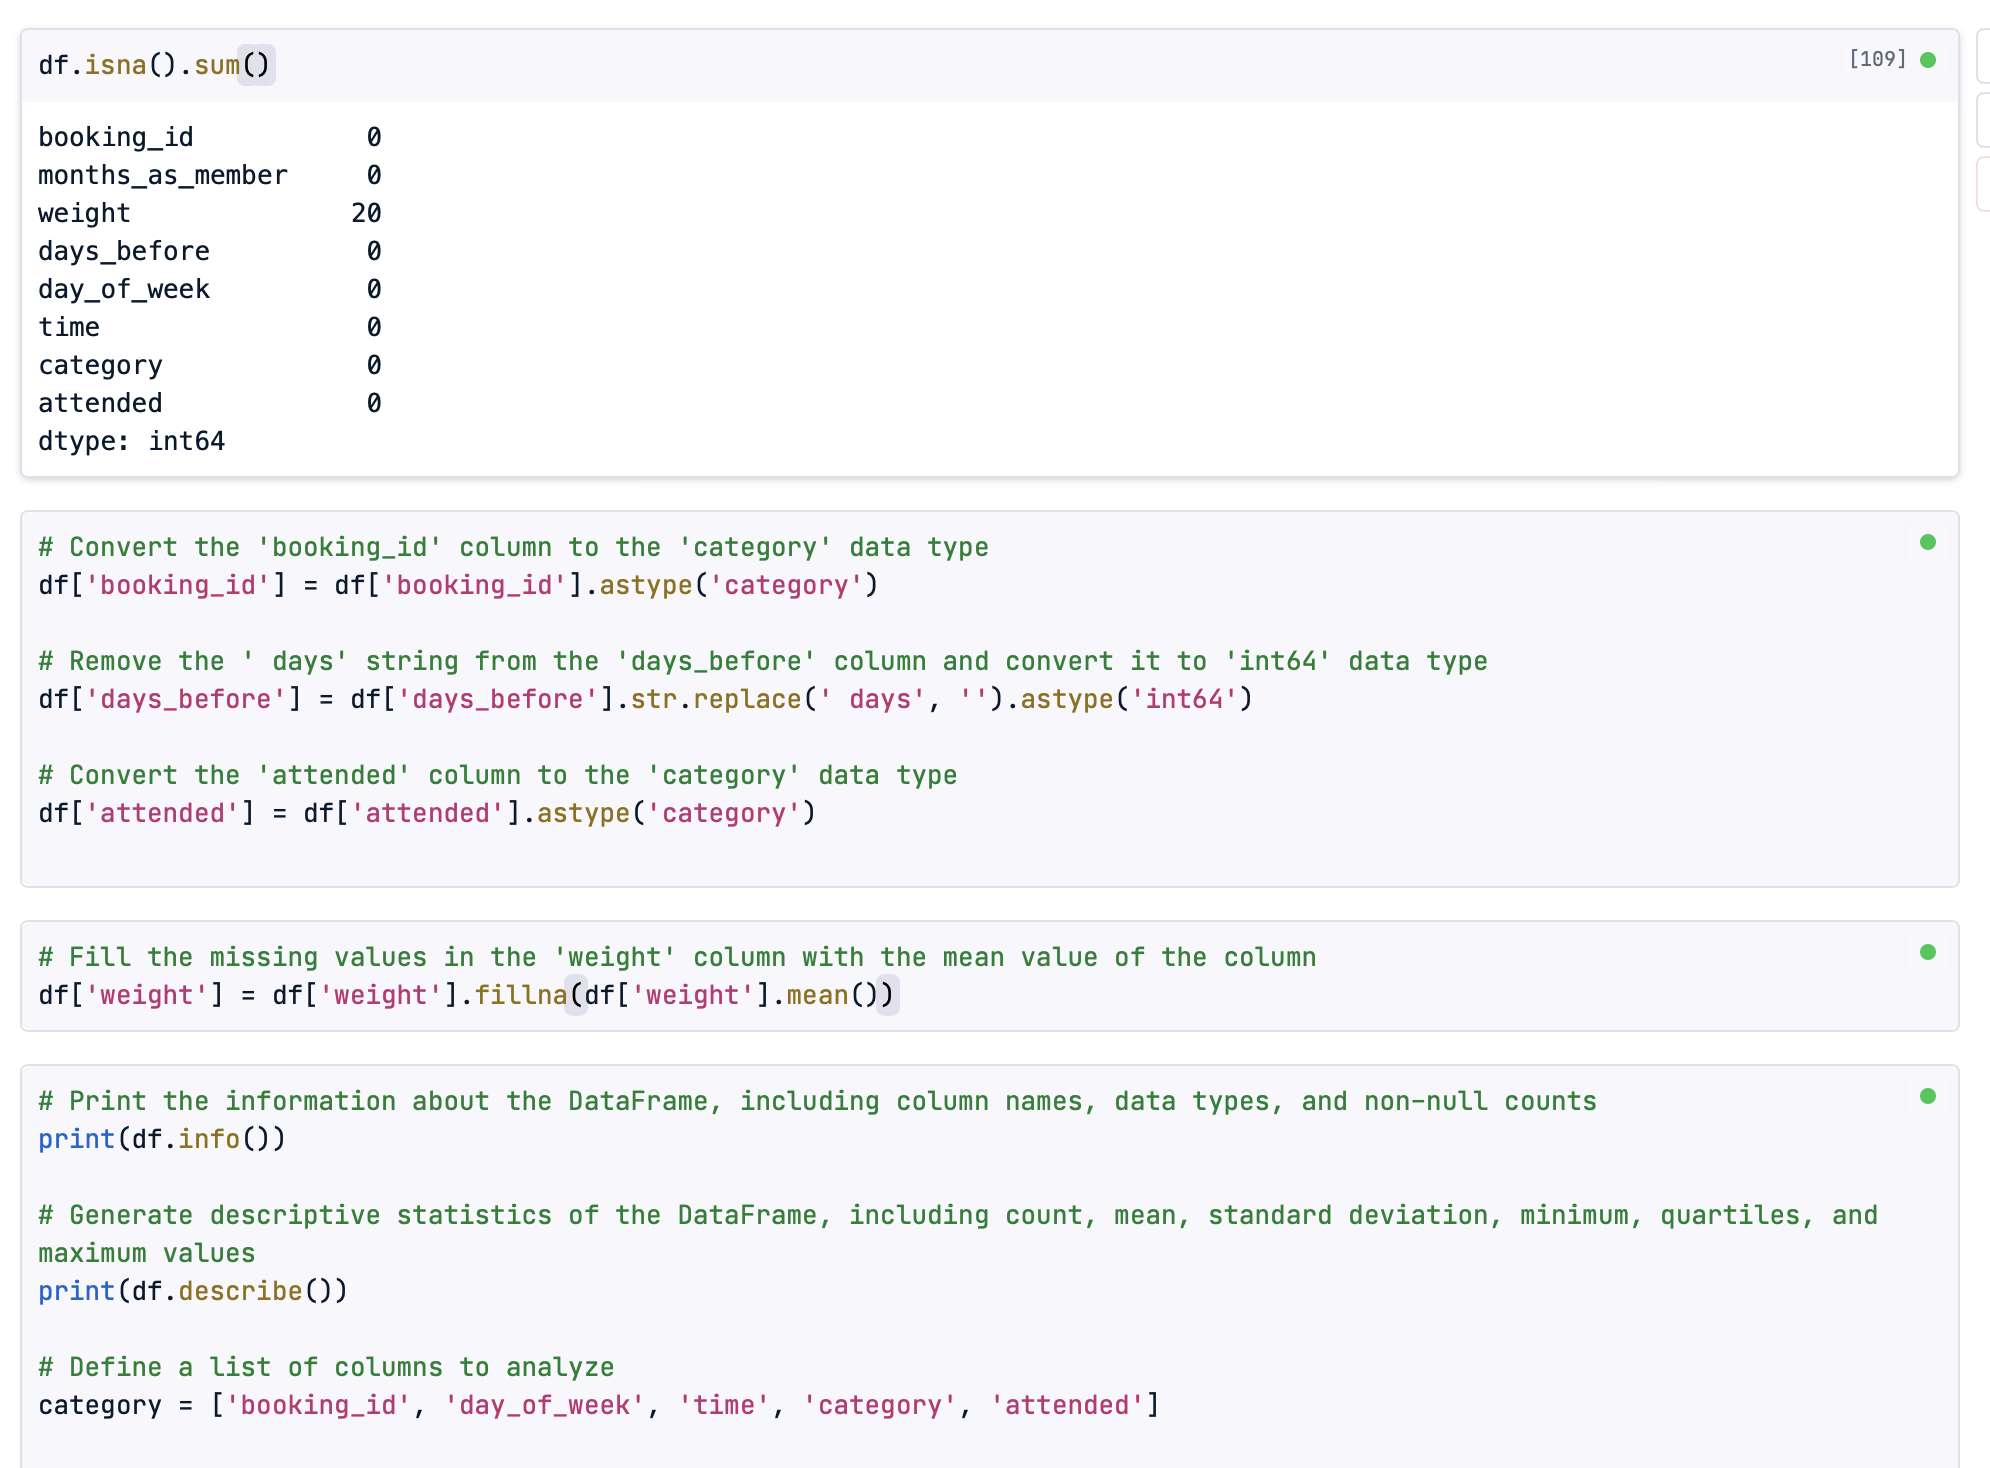 df.isna().sum()
[109]
booking_id           0
months_as_member     0
weight              20
days_before          0
day_of_week          0
time                 0
category             0
attended             0
dtype: int64
# Convert the 'booking_id' column to the 'category' data type
df['booking_id'] = df['booking_id'].astype('category')
# Remove the ' days' string from the 'days_before' column and convert it to 'int64' data type
df['days_before'] = df['days_before'].str.replace(' days', '').astype('int64')
# Convert the 'attended' column to the 'category' data type
df['attended'] = df['attended'].astype('category')
# Fill the missing values in the 'weight' column with the mean value of the column
df['weight'] = df['weight'].fillna(df['weight'].mean())
# Print the information about the DataFrame, including column names, data types, and non-null counts
print(df.info())
# Generate descriptive statistics of the DataFrame, including count, mean, standard deviation, minimum, quartiles, and
maximum values
print(df.describe())
# Define a list of columns to analyze
category = ['booking_id', 'day_of_week', 'time', 'category', 'attended']